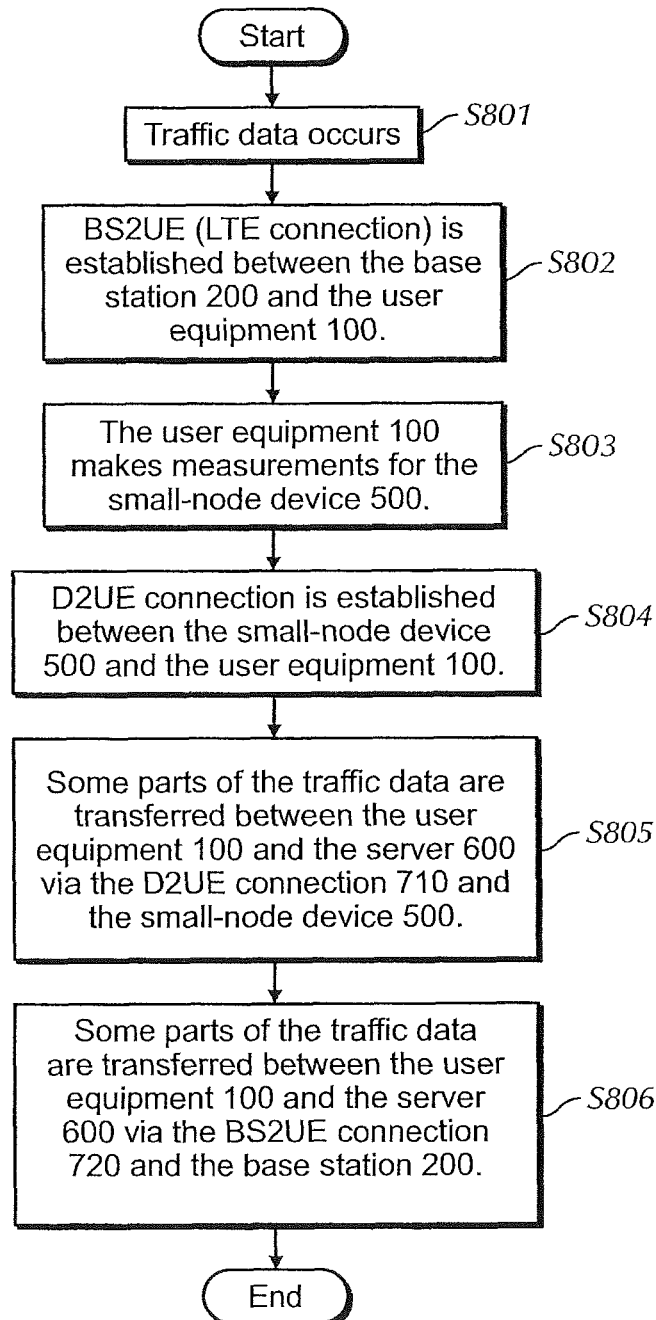 Start
Traffic data occurs
S801
BS2UE (LTE connection) is
established between the base
station 200 and the user
equipment 100.
S802
The user equipment 100
makes measurements for the
small-node device 500.
S803
D2UE connection is established
between the small-node device
500 and the user equipment 100.
S804
Some parts of the traffic data are
transferred between the user
equipment 100 and the server 600
via the D2UE connection 710 and
the small-node device 500.
S805
Some parts of the traffic data
are transferred between the user
equipment 100 and the server
600 via the BS2UE connection
720 and the base station 200.
S806
End